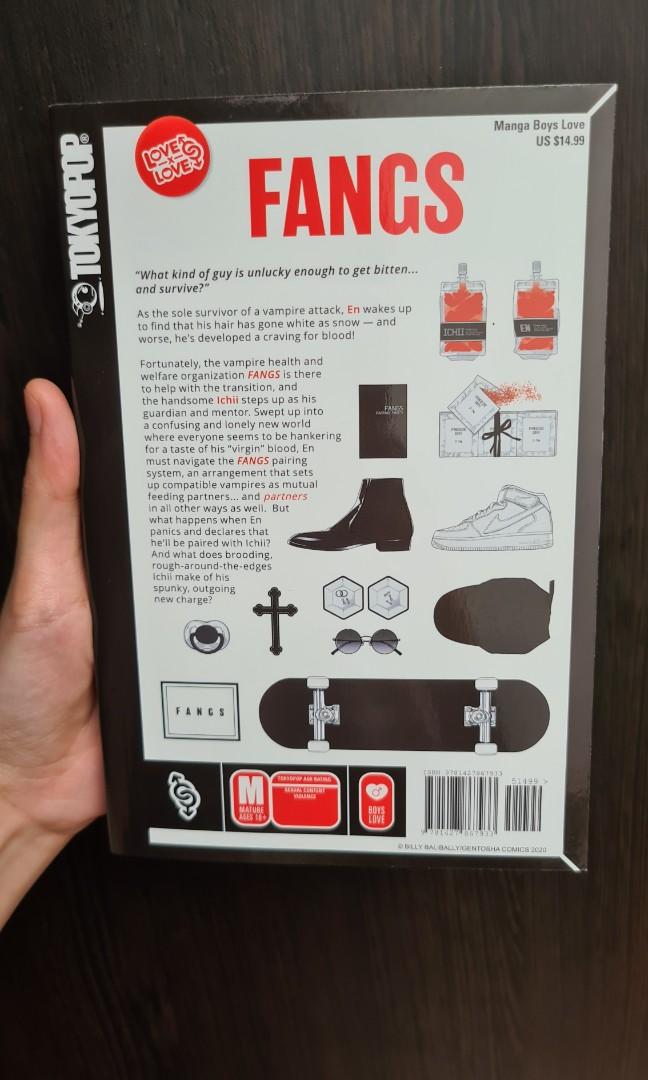 TOKYOPOP®
LOVE
LOVE
Manga Boys Love
US $14.99
FANGS
“What kind of guy is unlucky enough to get bitten...
and survive?”
As the sole survivor of a vampire attack, En wakes up
to find that his hair has gone white as snow — and
worse, he's developed a craving for blood!
Fortunately, the vampire health and
welfare organization FANGS is there
to help with the transition, and
the handsome Ichii steps up as his
guardian and mentor. Swept up into
a confusing and lonely new world
where everyone seems to be hankering
for a taste of his “virgin” blood, En
must navigate the FANGS pairing
system, an arrangement that sets
up compatible vampires as mutual
feeding partners... and partners
in all other ways as well. But
what happens when En
panics and declares that
he'll be paired with Ichii?
And what does brooding,
rough-around-the-edges
Ichii make of his
spunky, outgoing
new charge?
ICHII
EN
FANGS
FANGS
M
MATURE
AGES 18+
TOKYOPOP AGE RATING
SEXUAL CONTENT
VIOLENCE
BOYS
LOVE
ISBN 9781427867933
51499 >
9 781427 867933
© BILLY BALIBALLY/GENTOSHA COMICS 2020